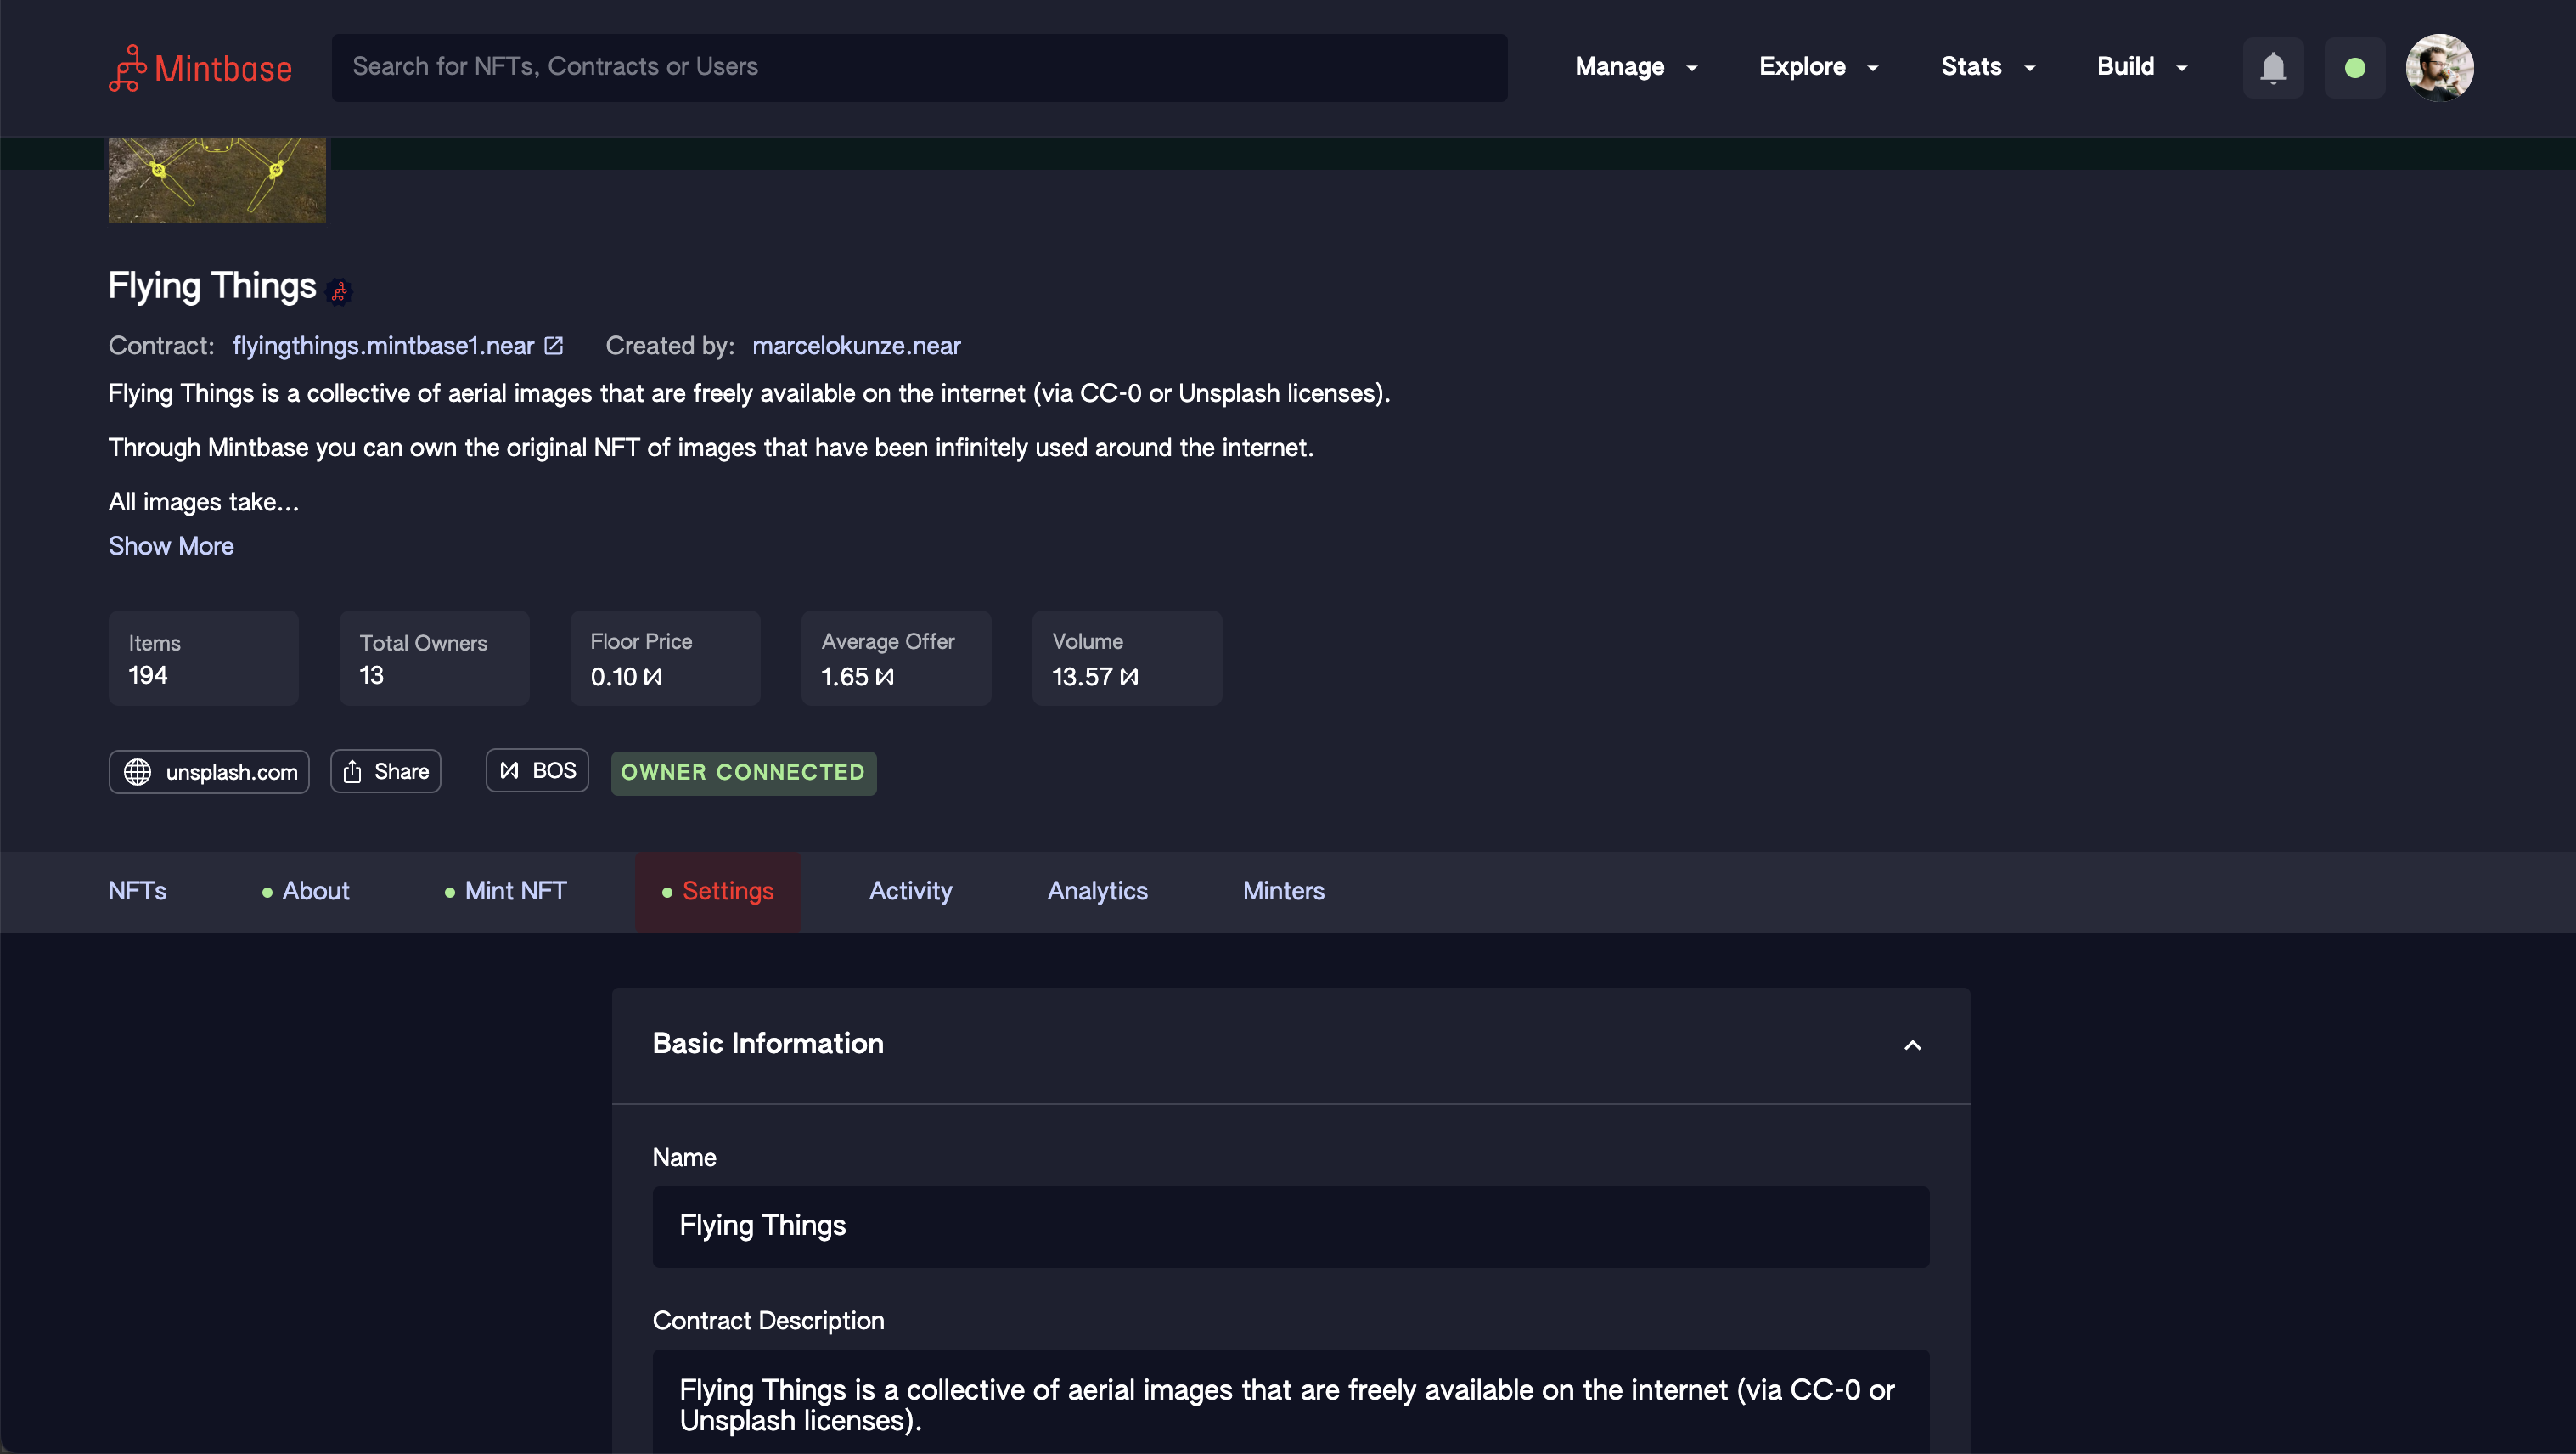 Mintbase
Search for NFTs, Contracts or Users
Manage
Explore
Stats
Build
Flying Things
Contract: flyingthings.mintbase1.near
Created by: marcelokunze.near
Flying Things is a collective of aerial images that are freely available on the internet (via CC-0 or Unsplash licenses).
Through Mintbase you can own the original NFT of images that have been infinitely used around the internet.
All images take...
Show More
Items
194
Total Owners
13
Floor Price
0.10
Average Offer
1.65
Volume
13.57
unsplash.com
Share
BOS
OWNER CONNECTED
NFTs
About
Mint NFT
Settings
Activity
Analytics
Minters
Basic Information
Name
Flying Things
Contract Description
Flying Things is a collective of aerial images that are freely available on the internet (via CC-0 or
Unsplash licenses).